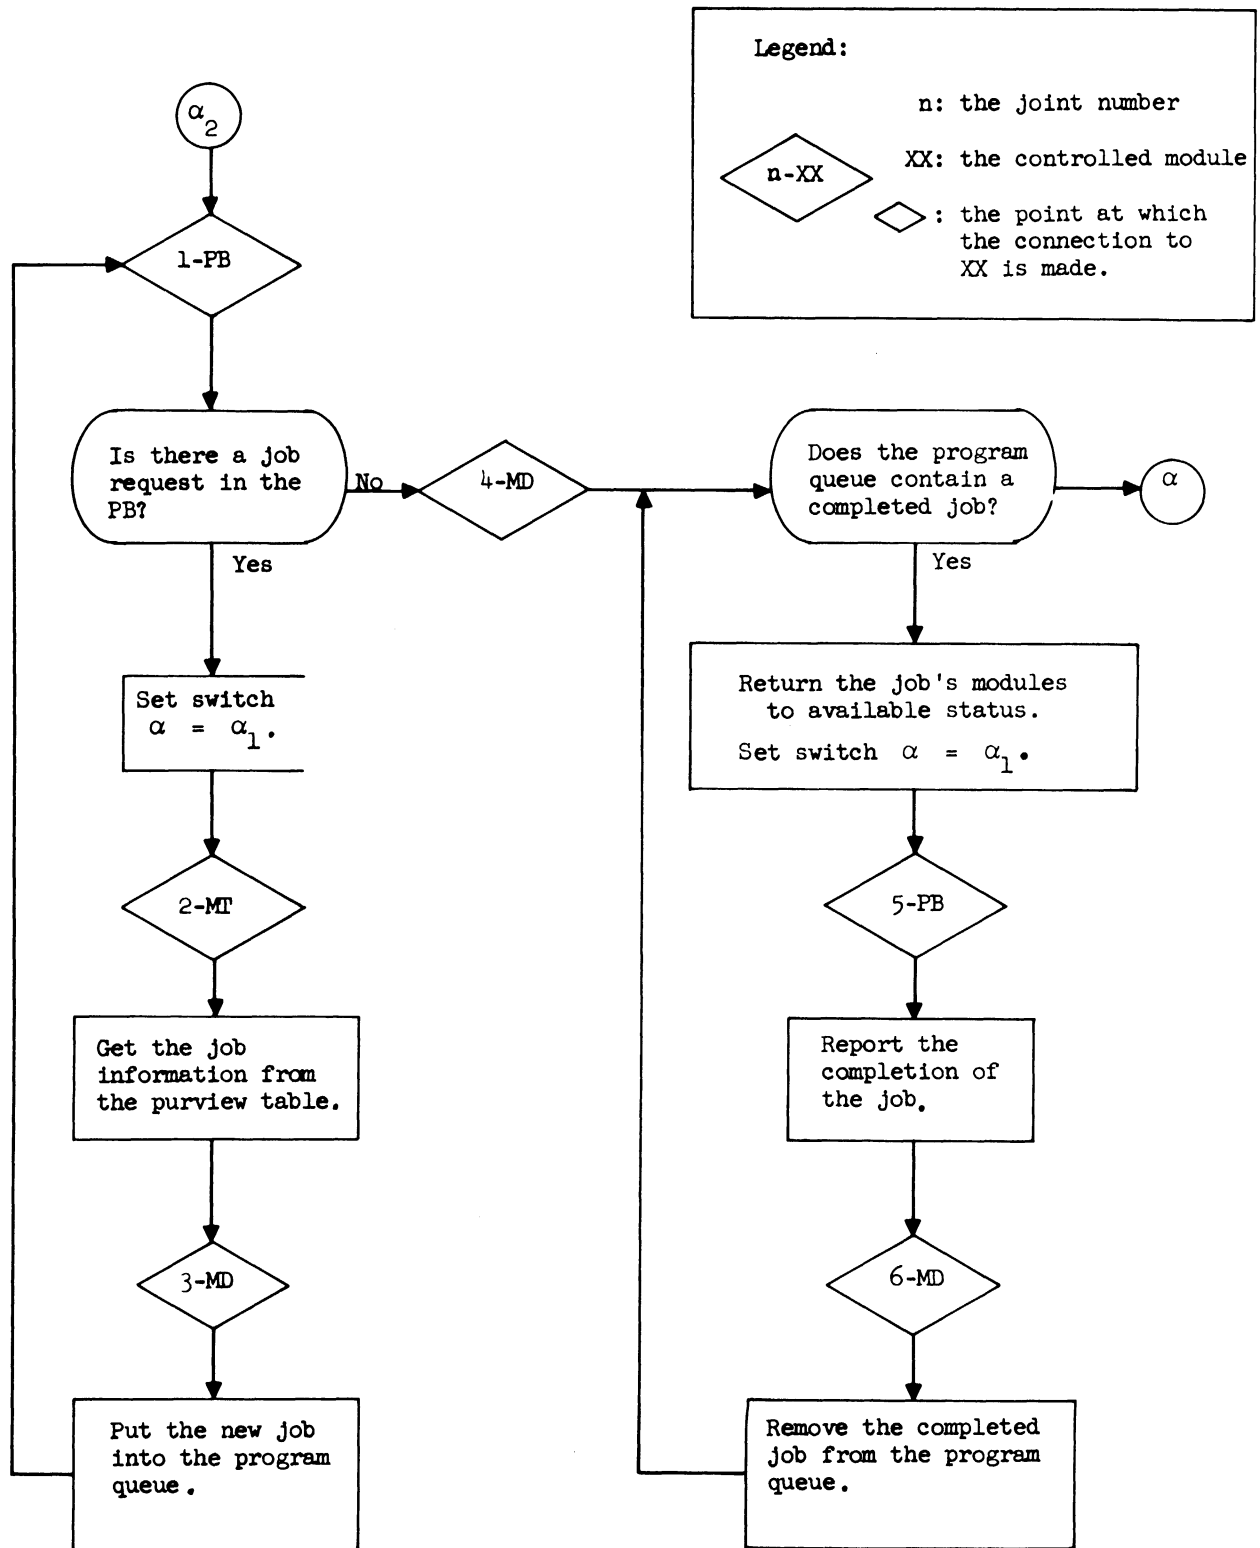 Legend:
n: the joint number
n-XX
XX: the controlled module
: the point at which
the connection to
XX is made.
α2
1-PB
Is there a job
request in the
PB?
No
Yes
4-MD
Does the program
queue contain a
completed job?
α
Yes
Set switch
α = α1.
Return the job's modules
to available status.
Set switch α = α1.
2-MT
5-PB
Get the job
information from
the purview table.
Report the
completion of
the job.
3-MD
6-MD
Put the new job
into the program
queue.
Remove the completed
job from the program
queue.